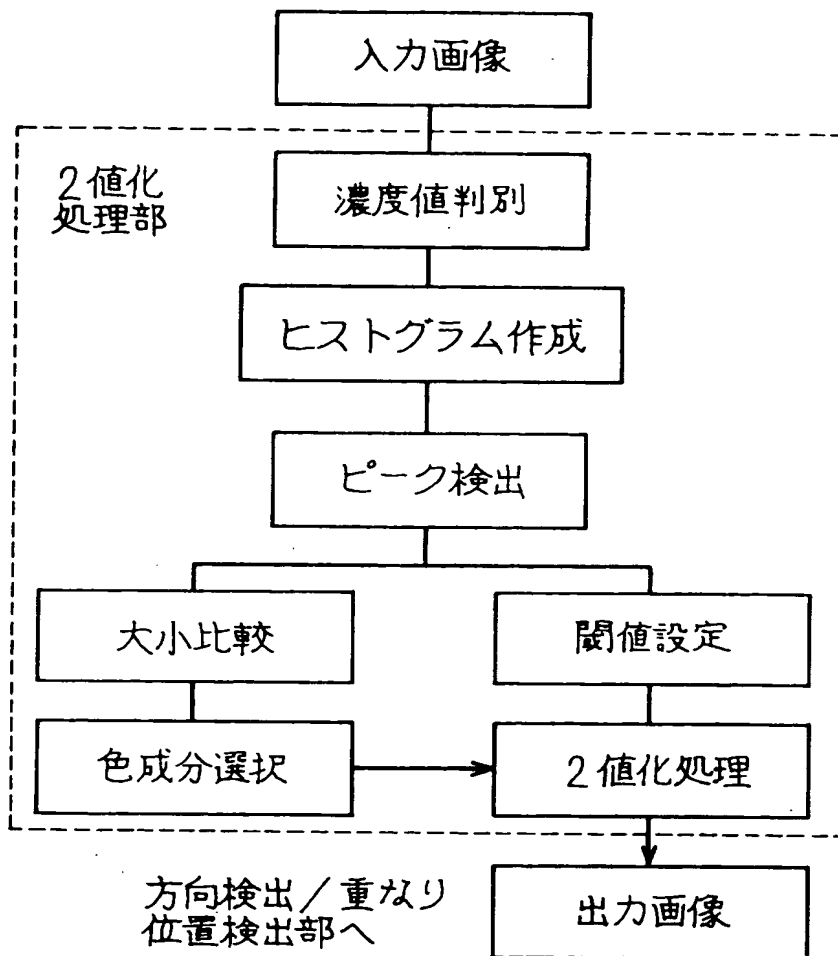 入力画像
2値化
処理部
濃度値判別
ヒストグラム作成
ピーク検出
大小比較
閾値設定
色成分選択
2値化処理
方向検出/重なり
位置検出部へ
出力画像